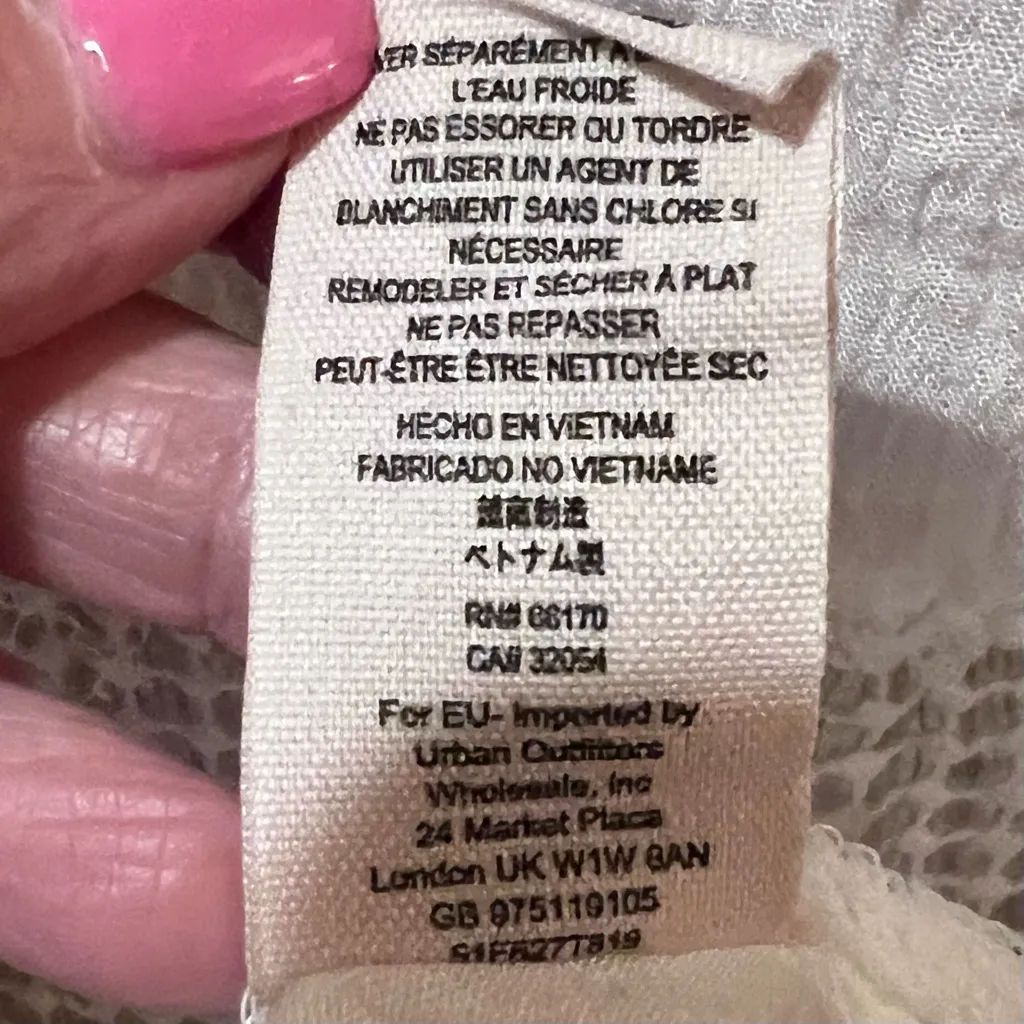 SÉPARÉMENT À
L'EAU FROIDE
NE PAS ESSORER OU TORDRE
UTILISER UN AGENT DE
BLANCHIMENT SANS CHLORE SI
NÉCESSAIRE
REMODELER ET SÉCHER À PLAT
NE PAS REPASSER
PEUT-ÊTRE ÊTRE NETTOYÉE SEC
HECHO EN VIETNAM
FABRICADO NO VIETNAME
越南制造
ベトナム製
RN# 66170
CA# 32054
For EU- Imported by
Urban Outfitters
Wholesale, Inc
24 Market Place
London UK W1W 8AN
GB 975119105